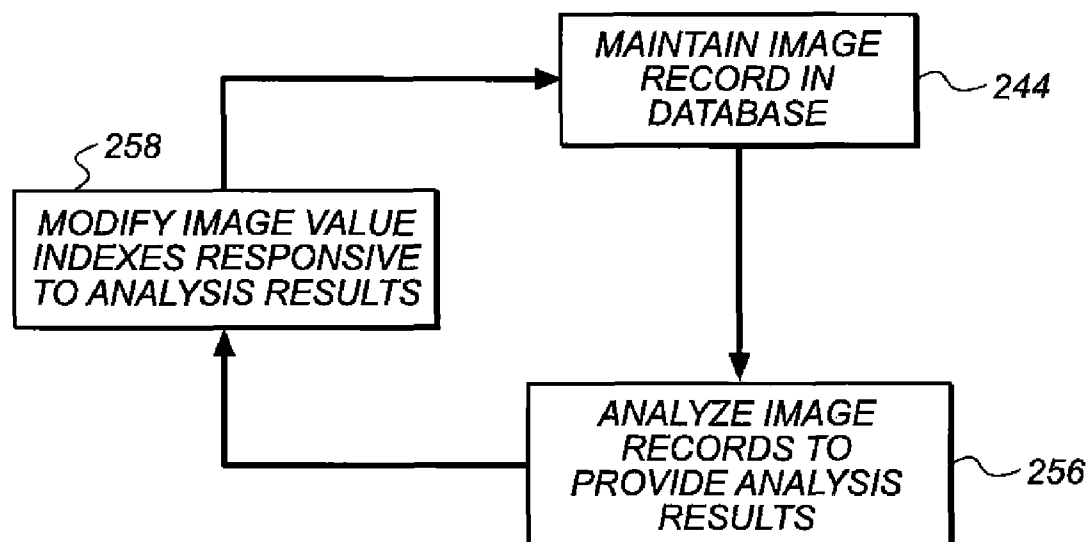 MAINTAIN IMAGE
RECORD IN
DATABASE
244
258
MODIFY IMAGE VALUE
INDEXES RESPONSIVE
TO ANALYSIS RESULTS
ANALYZE IMAGE
RECORDS TO
PROVIDE ANALYSIS
RESULTS
256